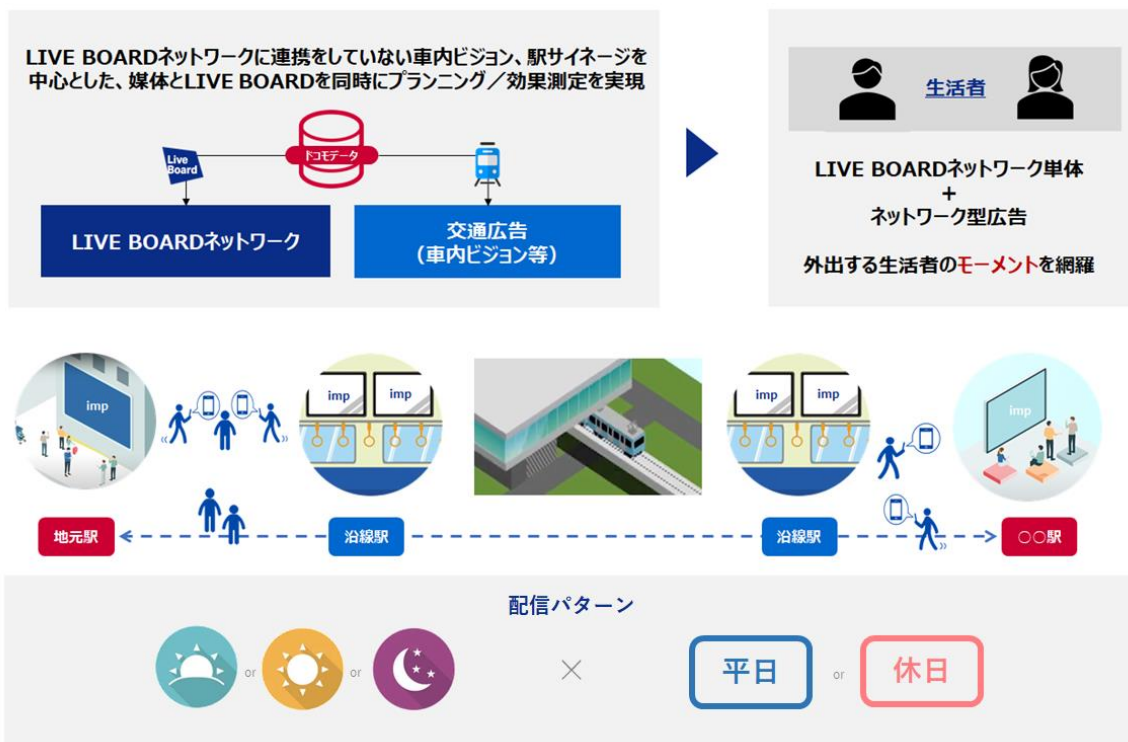 LIVE BOARDネットワークに連携をしていない車内ビジョン、駅サイネージを
中心とした、媒体とLIVE BOARDを同時にプランニング／効果測定を実現
ドコモデータ
Live
Board
LIVE BOARDネットワーク
交通広告
（車内ビジョン等）
生活者
LIVE BOARDネットワーク単体
+
ネットワーク型広告
外出する生活者のモーメントを網羅
imp
imp
imp
imp
imp
imp
地元駅
沿線駅
沿線駅
○○駅
配信パターン
or
or
×
平日
or
休日